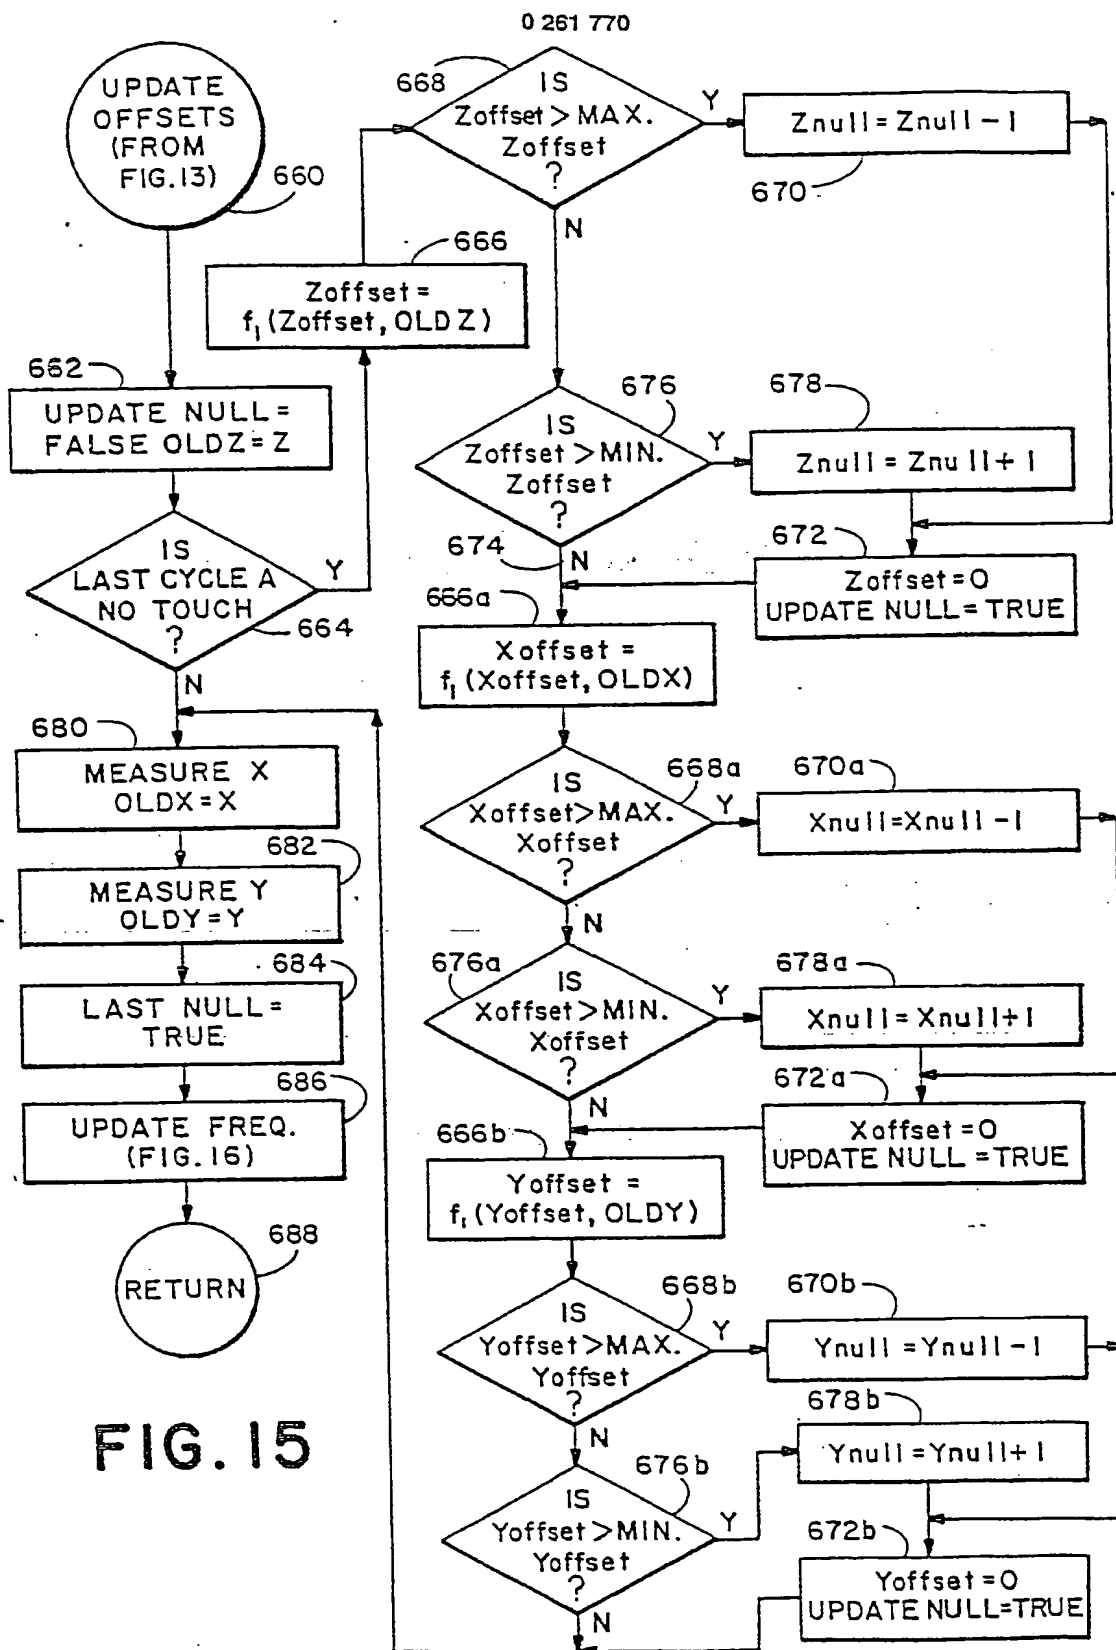 0 261 770
UPDATE
OFFSETS
(FROM
FIG.13)
660
662
UPDATE NULL=
FALSE OLDZ=Z
IS
LAST CYCLE A
NO TOUCH
?
664
Y
N
666
Zoffset =
f₁(Zoffset, OLDZ)
668
IS
Zoffset > MAX.
Zoffset
?
Y
N
Znull = Znull - 1
670
676
IS
Zoffset > MIN.
Zoffset
?
Y
N
678
Znull = Znull + 1
672
Zoffset = 0
UPDATE NULL = TRUE
674
666a
Xoffset =
f₁(Xoffset, OLDX)
668a
IS
Xoffset > MAX.
Xoffset
?
Y
N
670a
Xnull = Xnull - 1
676a
IS
Xoffset > MIN.
Xoffset
?
Y
N
678a
Xnull = Xnull + 1
672a
Xoffset = 0
UPDATE NULL = TRUE
666b
Yoffset =
f₁(Yoffset, OLDY)
668b
IS
Yoffset > MAX.
Yoffset
?
Y
N
670b
Ynull = Ynull - 1
676b
IS
Yoffset > MIN.
Yoffset
?
Y
N
678b
Ynull = Ynull + 1
672b
Yoffset = 0
UPDATE NULL = TRUE
680
MEASURE X
OLDX = X
682
MEASURE Y
OLDY = Y
684
LAST NULL =
TRUE
686
UPDATE FREQ.
(FIG.16)
688
RETURN
FIG. 15